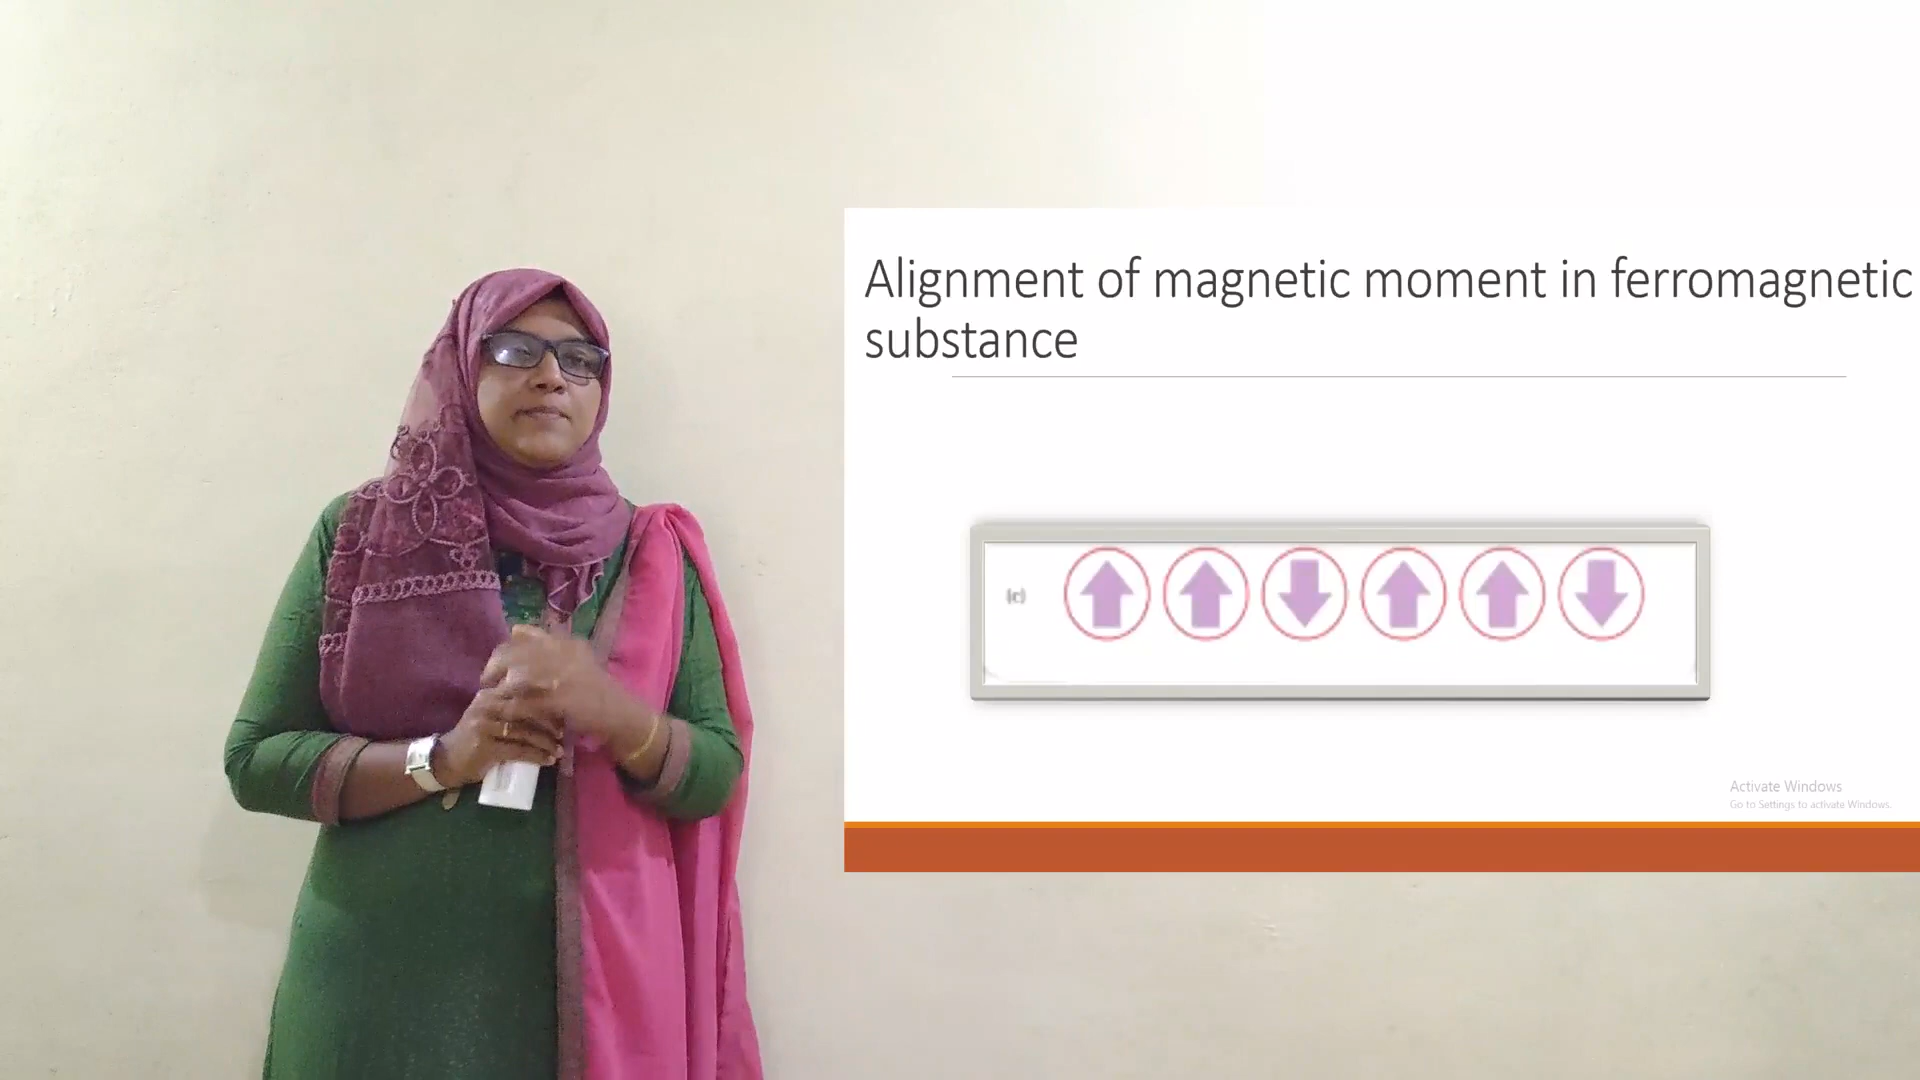 Alignment of magnetic moment in ferromagnetic
substance
(c)
Activate Windows
Go to Settings to activate Windows.